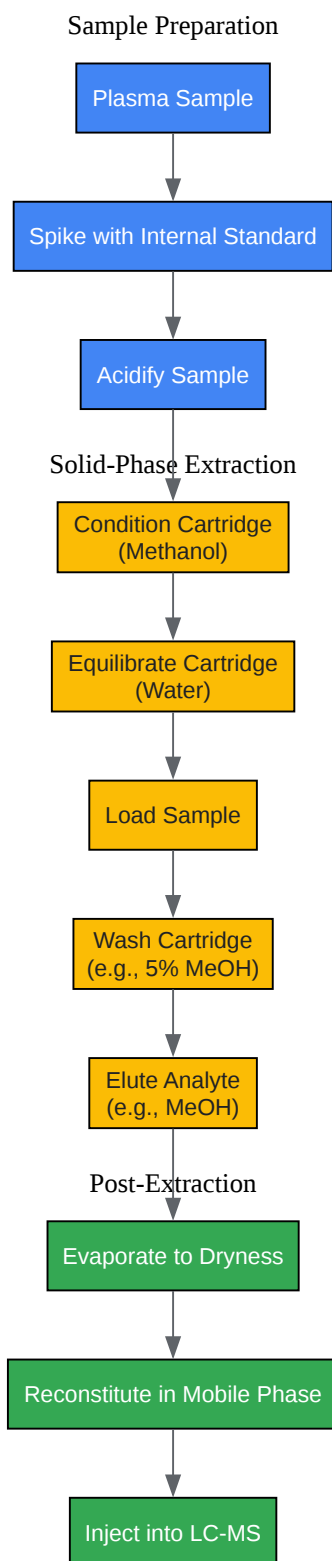 Sample Preparation
Plasma Sample
Spike with Internal Standard
Acidify Sample
Solid-Phase Extraction
Condition Cartridge
(Methanol)
Equilibrate Cartridge
(Water)
Load Sample
Wash Cartridge
(e.g., 5% MeOH)
Elute Analyte
(e.g., MeOH)
Post-Extraction
Evaporate to Dryness
Reconstitute in Mobile Phase
Inject into LC-MS